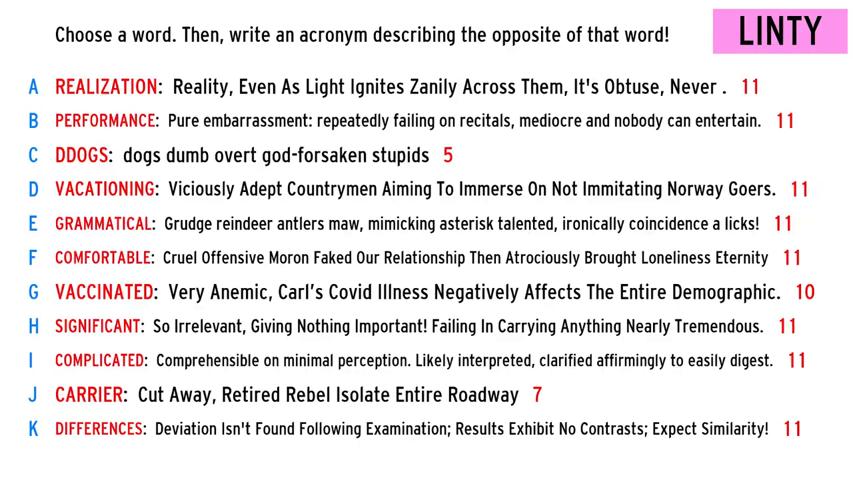 Choose a word. Then, write an acronym describing the opposite of that word!
LINTY
A REALIZATION: Reality, Even As Light Ignites Zanily Across Them, It's Obtuse, Never . 11
B PERFORMANCE: Pure embarrassment: repeatedly failing on recitals, mediocre and nobody can entertain. 11
C DDOGS: dogs dumb overt god-forsaken stupids 5
D VACATIONING: Viciously Adept Countrymen Aiming To Immerse On Not Immitating Norway Goers. 11
E GRAMMATICAL: Grudge reindeer antlers maw, mimicking asterisk talented, ironically coincidence a licks! 11
F COMFORTABLE: Cruel Offensive Moron Faked Our Relationship Then Atrociously Brought Loneliness Eternity 11
G VACCINATED: Very Anemic, Carl's Covid Illness Negatively Affects The Entire Demographic. 10
H SIGNIFICANT: So Irrelevant, Giving Nothing Important! Failing In Carrying Anything Nearly Tremendous. 11
I COMPLICATED: Comprehensible on minimal perception. Likely interpreted, clarified affirmingly to easily digest. 11
J CARRIER: Cut Away, Retired Rebel Isolate Entire Roadway 7
K DIFFERENCES: Deviation Isn't Found Following Examination; Results Exhibit No Contrasts; Expect Similarity! 11